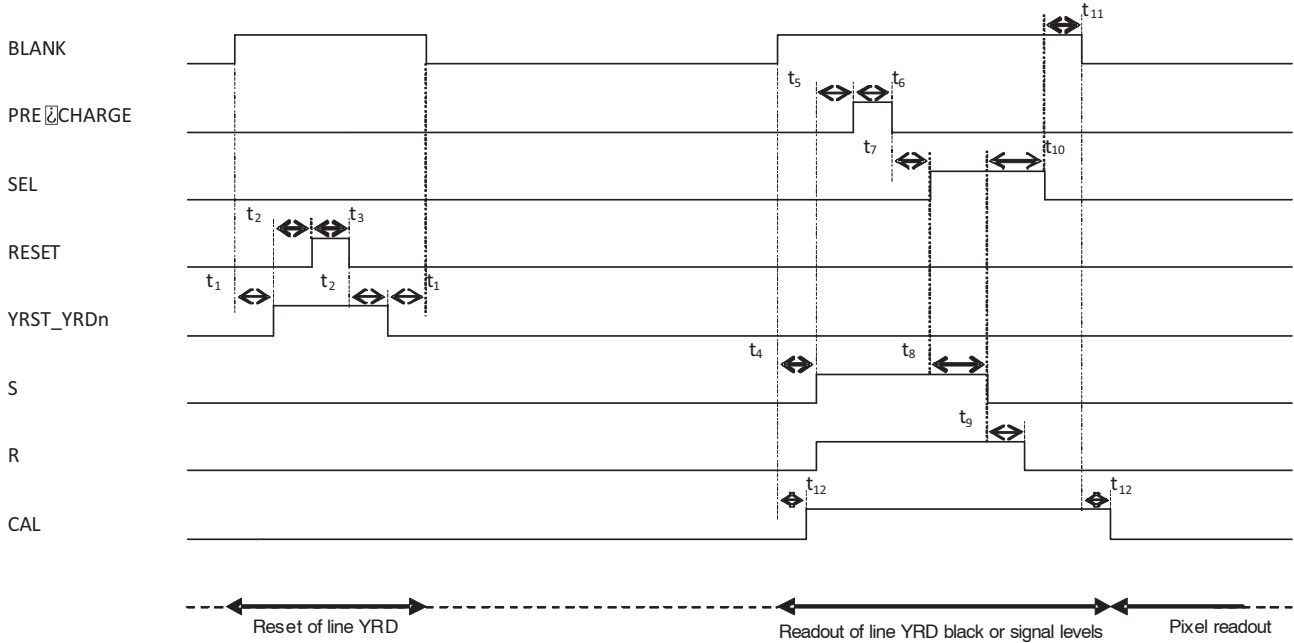 t₁₁
BLANK
t₅ t₆
PRE⍰CHARGE
t₇ t₁₀
SEL
t₂ t₃
RESET
t₁ t₂ t₁
YRST_YRDn
t₄ t₈
S
t₉
R
t₁₂ t₁₂
CAL
Reset of line YRD Readout of line YRD black or signal levels Pixel readout